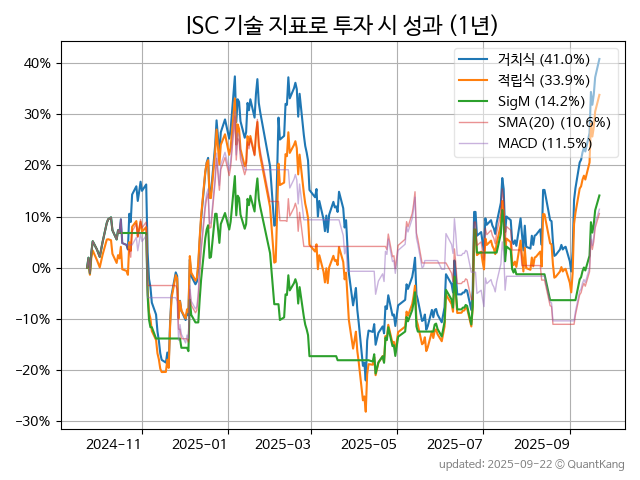 ISC 기술 지표로 투자 시 성과 (1년)
거치식 (41.0%)
적립식 (33.9%)
SigM (14.2%)
SMA(20) (10.6%)
MACD (11.5%)
40%
30%
20%
10%
0%
−10%
−20%
−30%
2024-11 2025-01 2025-03 2025-05 2025-07 2025-09
updated: 2025-09-22 © QuantKang